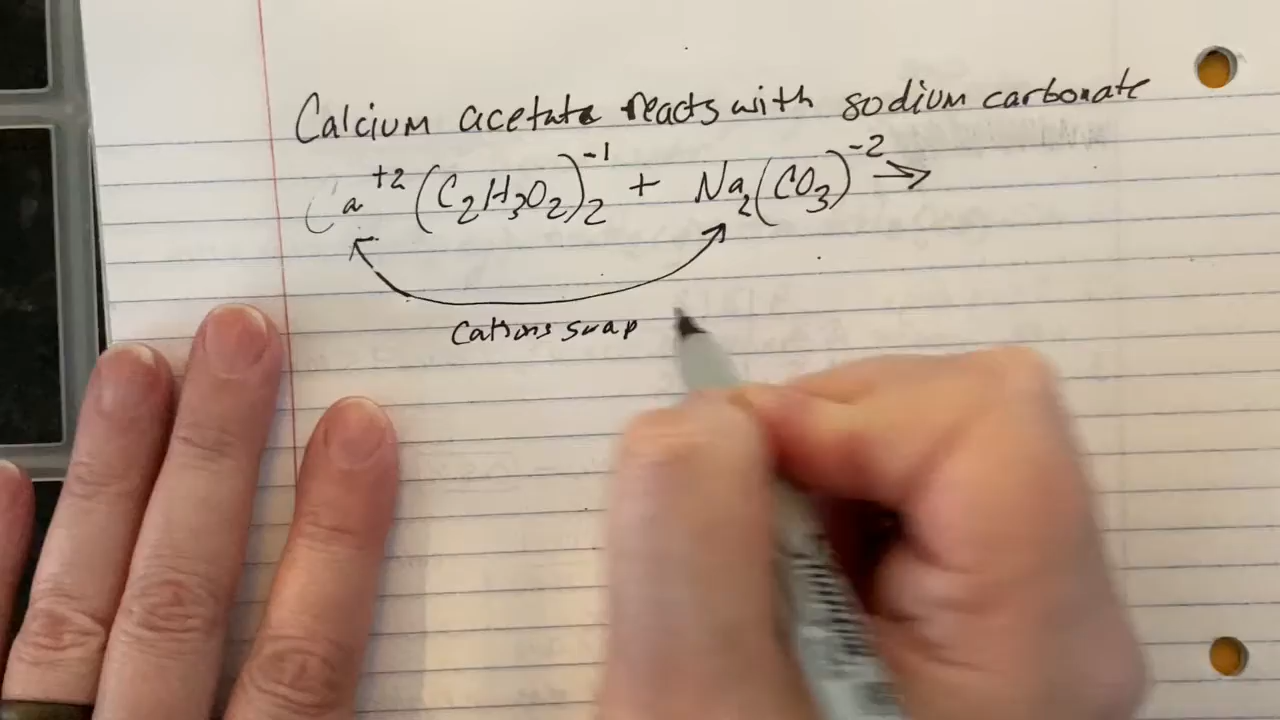 Calcium acetate reacts with sodium carbonate
Ca⁺²(C₂H₃O₂)₂⁻¹ + Na₂(CO₃)⁻² →
Cations swap